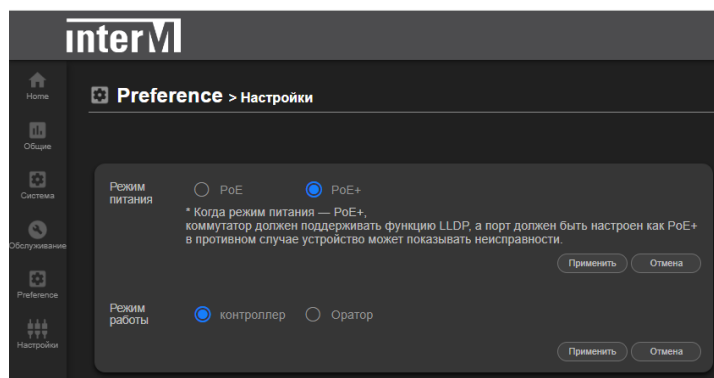 interM
Home
Preference > Настройки
Общие
Система
Обслуживание
Preference
Настройки
Режим питания
PoE
PoE+
* Когда режим питания — PoE+,
коммутатор должен поддерживать функцию LLDP, а порт должен быть настроен как PoE+
в противном случае устройство может показывать неисправности.
Применить
Отмена
Режим работы
контроллер
Оратор
Применить
Отмена